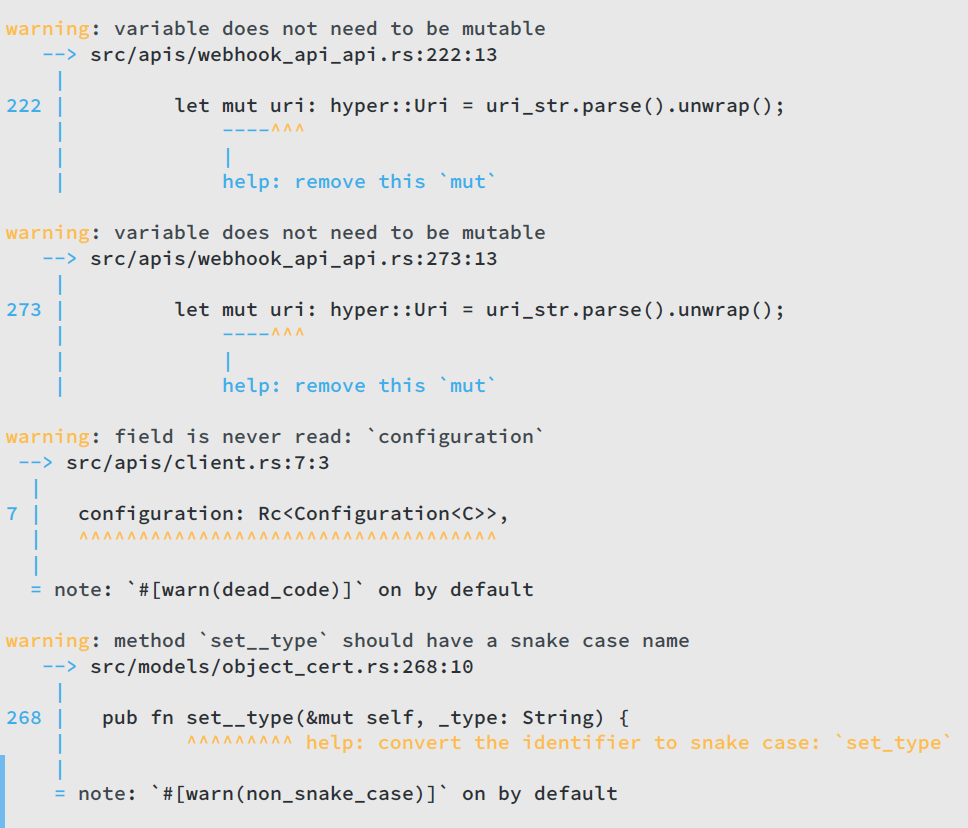 warning: variable does not need to be mutable
   --> src/apis/webhook_api_api.rs:222:13
    |
222 |         let mut uri: hyper::Uri = uri_str.parse().unwrap();
    |             ----^^^
    |             |
    |             help: remove this `mut`

warning: variable does not need to be mutable
   --> src/apis/webhook_api_api.rs:273:13
    |
273 |         let mut uri: hyper::Uri = uri_str.parse().unwrap();
    |             ----^^^
    |             |
    |             help: remove this `mut`

warning: field is never read: `configuration`
 --> src/apis/client.rs:7:3
  |
7 |   configuration: Rc<Configuration<C>>,
  |   ^^^^^^^^^^^^^^^^^^^^^^^^^^^^^^^^^^^
  |
  = note: `#[warn(dead_code)]` on by default

warning: method `set__type` should have a snake case name
   --> src/models/object_cert.rs:268:10
    |
268 |   pub fn set__type(&mut self, _type: String) {
    |          ^^^^^^^^^ help: convert the identifier to snake case: `set_type`
    |
    = note: `#[warn(non_snake_case)]` on by default